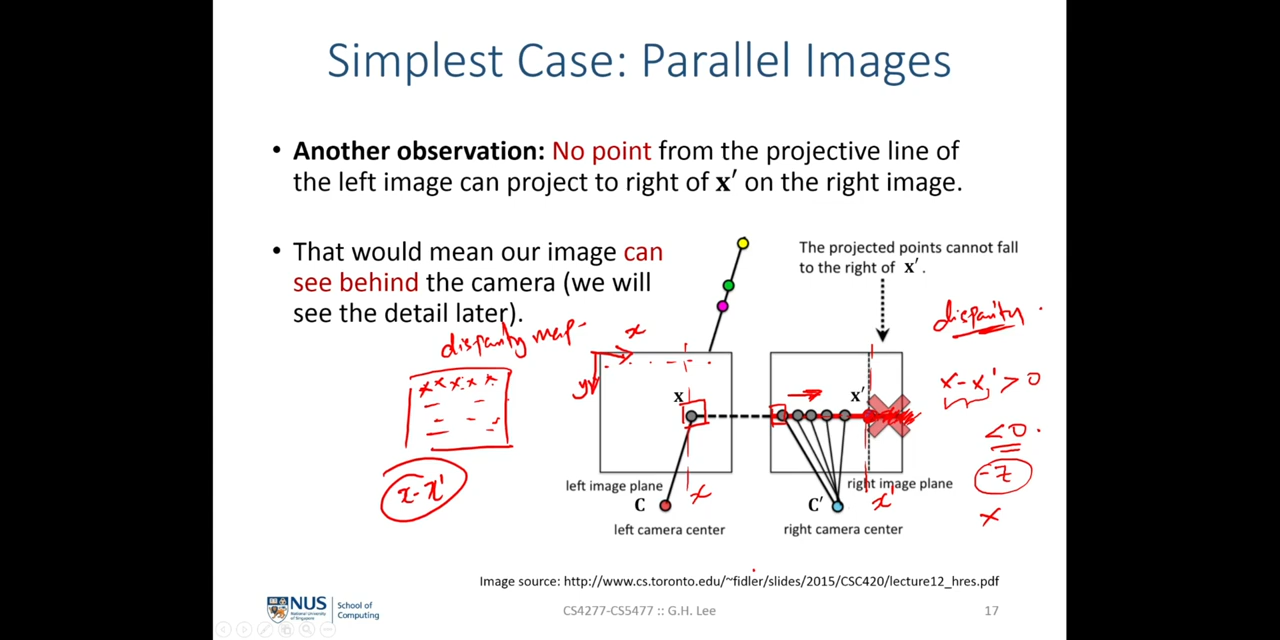 Simplest Case: Parallel Images
• Another observation: No point from the projective line of
the left image can project to right of x′ on the right image.
• That would mean our image can
see behind the camera (we will
see the detail later).
The projected points cannot fall
to the right of x′.
disparity
disparity map
x
y
x
x′
x - x′ > 0
< 0
-z
x - x′
left image plane
right image plane
x
x′
C
C′
left camera center
right camera center
Image source: http://www.cs.toronto.edu/~fidler/slides/2015/CSC420/lecture12_hres.pdf
NUS
National University
of Singapore
School of
Computing
CS4277-CS5477 :: G.H. Lee
17